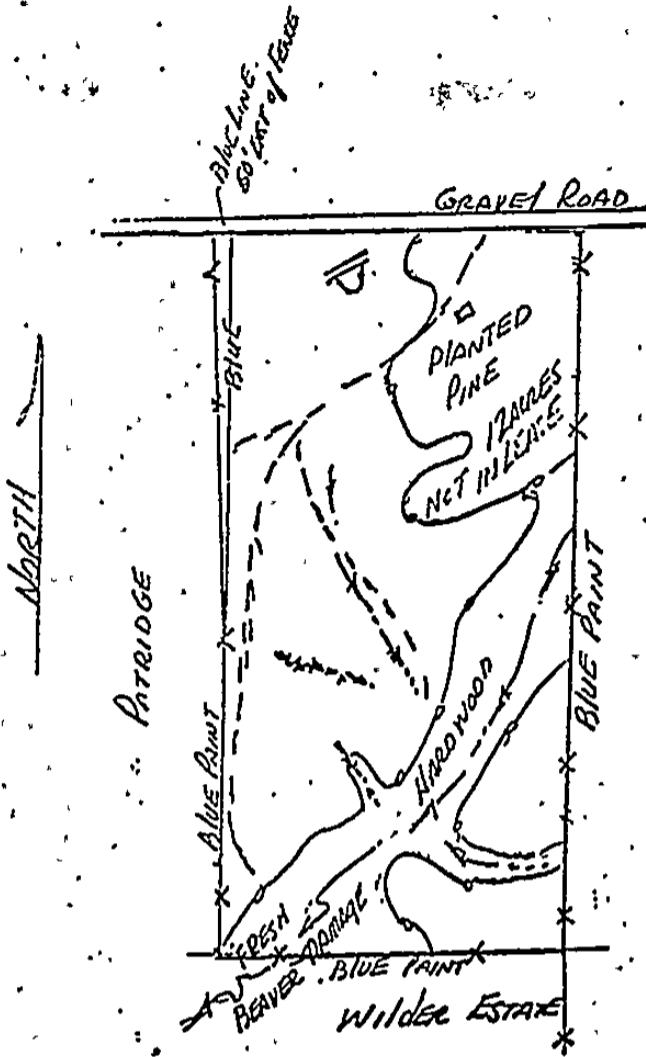 BLUE LINE.
60' EAST of FENCE
GRAVEL ROAD
BLUE
PLANTED
PINE
12 ACRES
NOT IN LEASE
NORTH
PATRIDGE
BLUE PAINT
HARDWOOD
BLUE PAINT
FRESH
BEAVER DAMAGE
BLUE PAINT
WILDER ESTATE